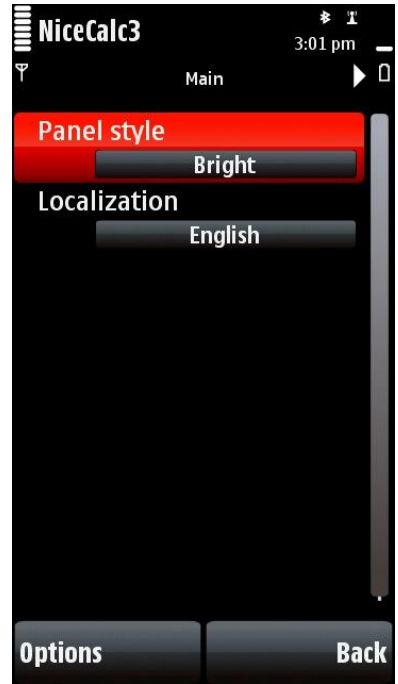 NiceCalc3
3:01 pm
Main
Panel style
Bright
Localization
English
Options
Back